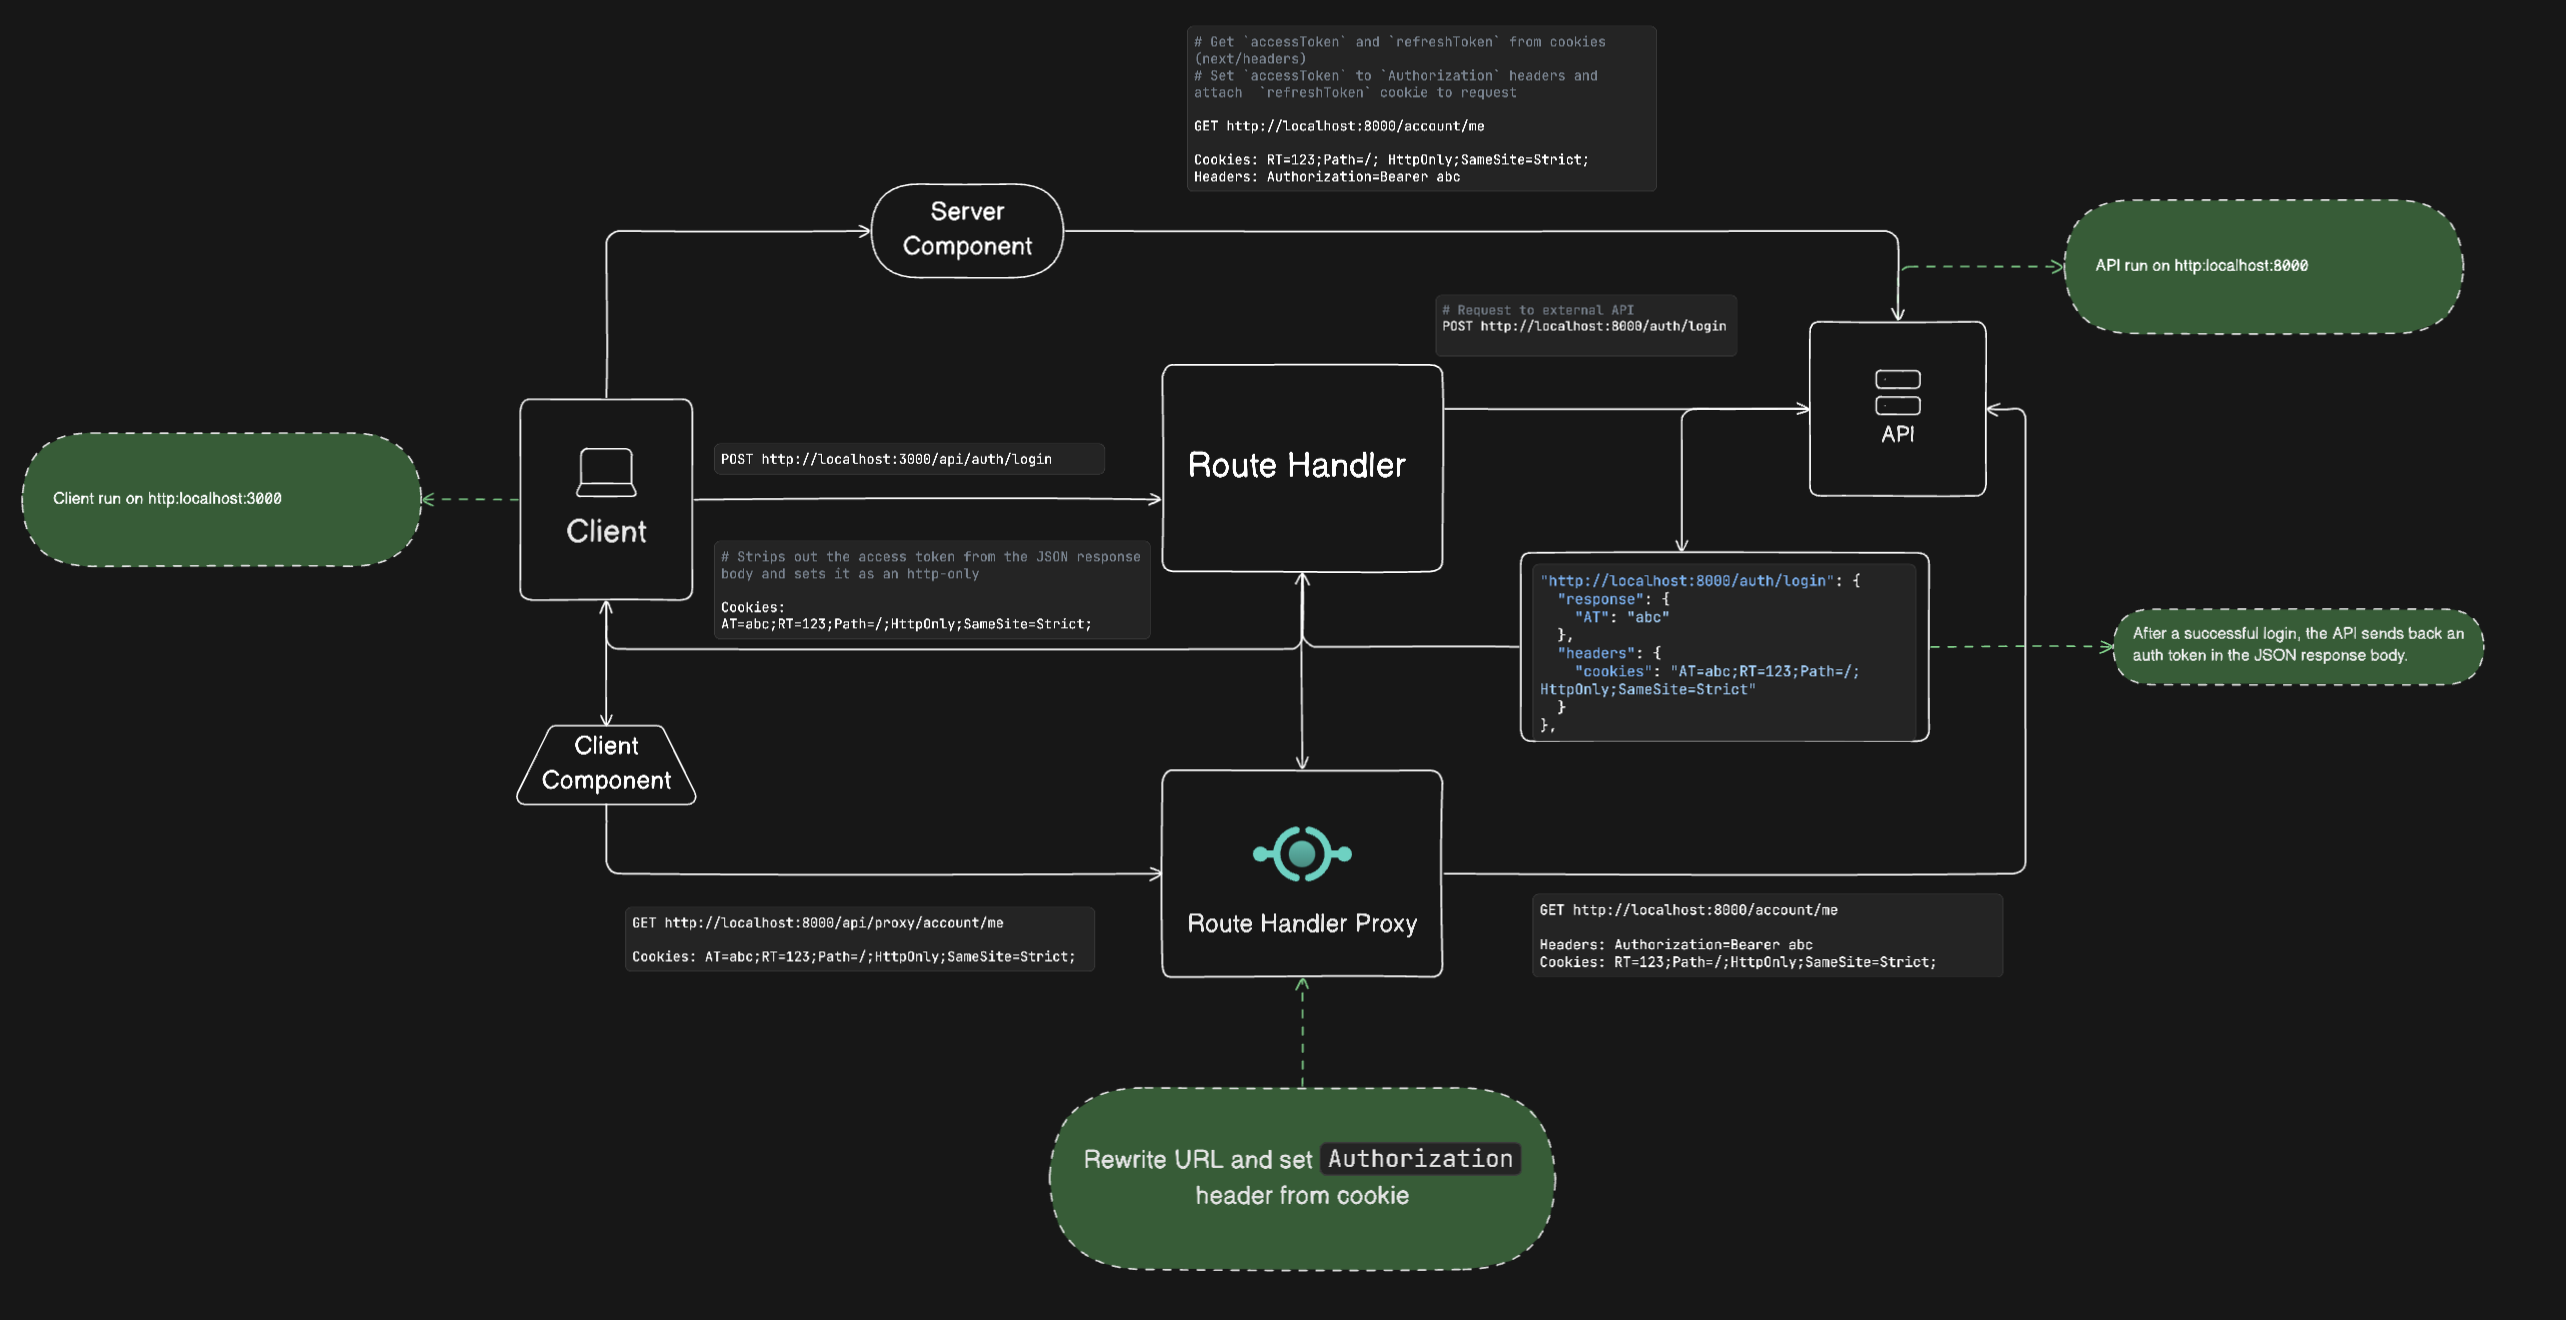 # Get `accessToken` and `refreshToken` from cookies
(next/headers)
# Set `accessToken` to `Authorization` headers and
attach  `refreshToken` cookie to request
GET http://localhost:8000/account/me
Cookies: RT=123;Path=/; HttpOnly;SameSite=Strict;
Headers: Authorization=Bearer abc
Server
Component
API run on http:localhost:8000
# Request to external API
POST http://localhost:8000/auth/login
API
Route Handler
POST http://localhost:3000/api/auth/login
Client run on http:localhost:3000
Client
# Strips out the access token from the JSON response
body and sets it as an http-only
Cookies:
AT=abc;RT=123;Path=/;HttpOnly;SameSite=Strict;
"http://localhost:8000/auth/login": {
"response": {
"AT": "abc"
},
"headers": {
"cookies": "AT=abc;RT=123;Path=/;
HttpOnly;SameSite=Strict"
}
},
After a successful login, the API sends back an
auth token in the JSON response body.
Client
Component
Route Handler Proxy
GET http://localhost:8000/api/proxy/account/me
Cookies: AT=abc;RT=123;Path=/;HttpOnly;SameSite=Strict;
GET http://localhost:8000/account/me
Headers: Authorization=Bearer abc
Cookies: RT=123;Path=/;HttpOnly;SameSite=Strict;
Rewrite URL and set Authorization
header from cookie